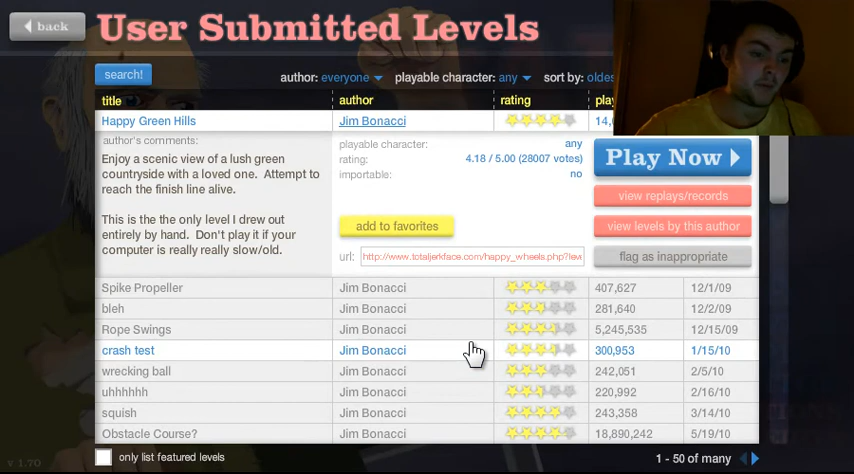 back
User Submitted Levels
search!
author: everyone playable character: any sort by:
title author rating
Happy Green Hills Jim Bonacci
author's comments:
Enjoy a scenic view of a lush green
countryside with a loved one. Attempt to
reach the finish line alive.
This is the the only level I drew out
entirely by hand. Don't play it if your
computer is really really slow/old.
playable character: any
rating: 4.18 / 5.00 (28007 votes)
importable: no
add to favorites
url: http://www.totaljerkface.com/happy_wheels.php?leve
Play Now
view replays/records
view levels by this author
flag as inappropriate
Spike Propeller Jim Bonacci 407,627 12/1/09
bleh Jim Bonacci 281,640 12/2/09
Rope Swings Jim Bonacci 5,245,535 12/15/09
crash test Jim Bonacci 300,953 1/15/10
wrecking ball Jim Bonacci 242,051 2/5/10
uhhhhhh Jim Bonacci 220,992 2/16/10
squish Jim Bonacci 243,358 3/14/10
Obstacle Course? Jim Bonacci 18,890,242 5/19/10
v 1.70 only list featured levels 1 - 50 of many